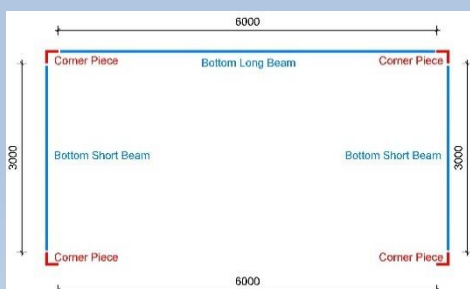 6000
Corner Piece
Corner Piece
Bottom Long Beam
3000
Bottom Short Beam
Bottom Short Beam
3000
Corner Piece
Corner Piece
6000